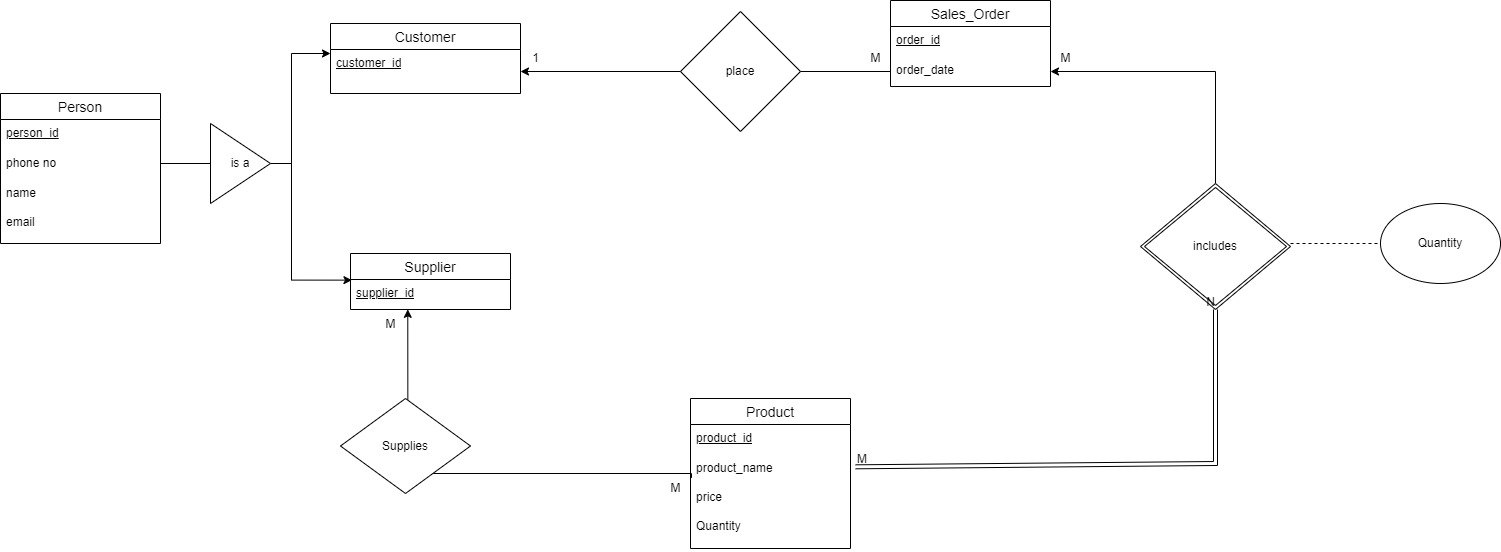 Sales_Order
order_id
order_date
Customer
customer_id
1
place
M
M
Person
person_id
phone no
name
email
is a
includes
Quantity
Supplier
supplier_id
M
N
Supplies
Product
product_id
product_name
price
Quantity
M
M